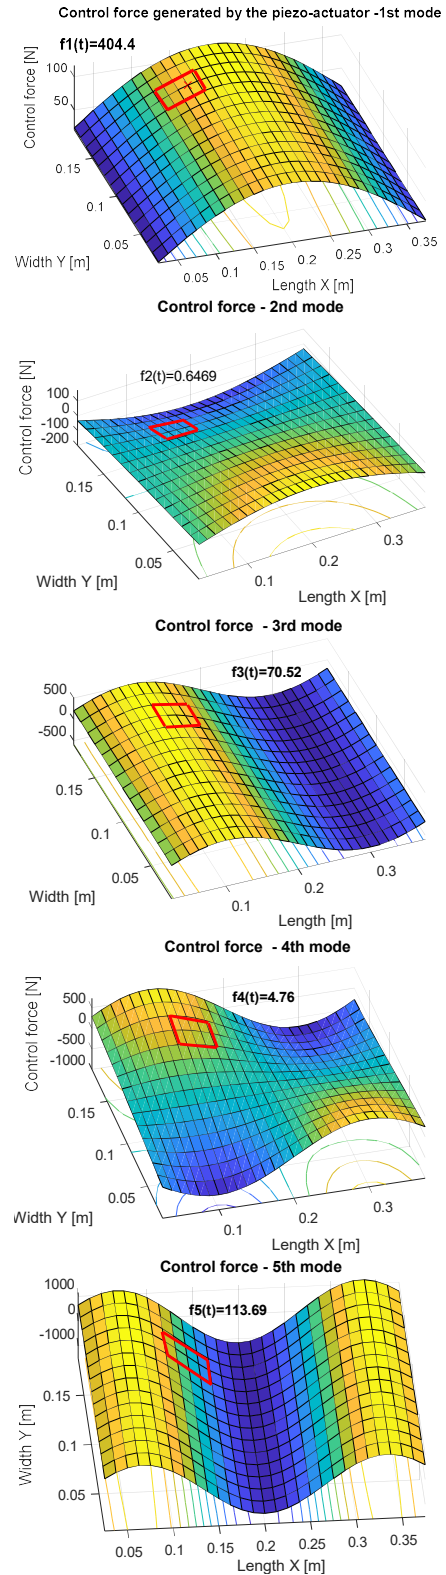 Control force generated by the piezo-actuator -1st mode
f1(t)=404.4
Control force [N]
100
50
0.15
0.1
0.05
Width Y [m]
0.05 0.1 0.15 0.2 0.25 0.3 0.35
Length X [m]
Control force - 2nd mode
f2(t)=0.6469
Control force [N]
100
0
-100
-200
0.15
0.1
0.05
Width Y [m]
0.1 0.2 0.3
Length X [m]
Control force - 3rd mode
f3(t)=70.52
500
0
-500
0.15
0.1
0.05
Width [m]
0.1 0.2 0.3
Length [m]
Control force - 4th mode
f4(t)=4.76
Control force [N]
500
0
-500
-1000
0.15
0.1
0.05
Width Y [m]
0.1 0.2 0.3
Length X [m]
Control force - 5th mode
f5(t)=113.69
1000
0
-1000
0.15
0.1
0.05
Width Y [m]
0.05 0.1 0.15 0.2 0.25 0.3 0.35
Length X [m]